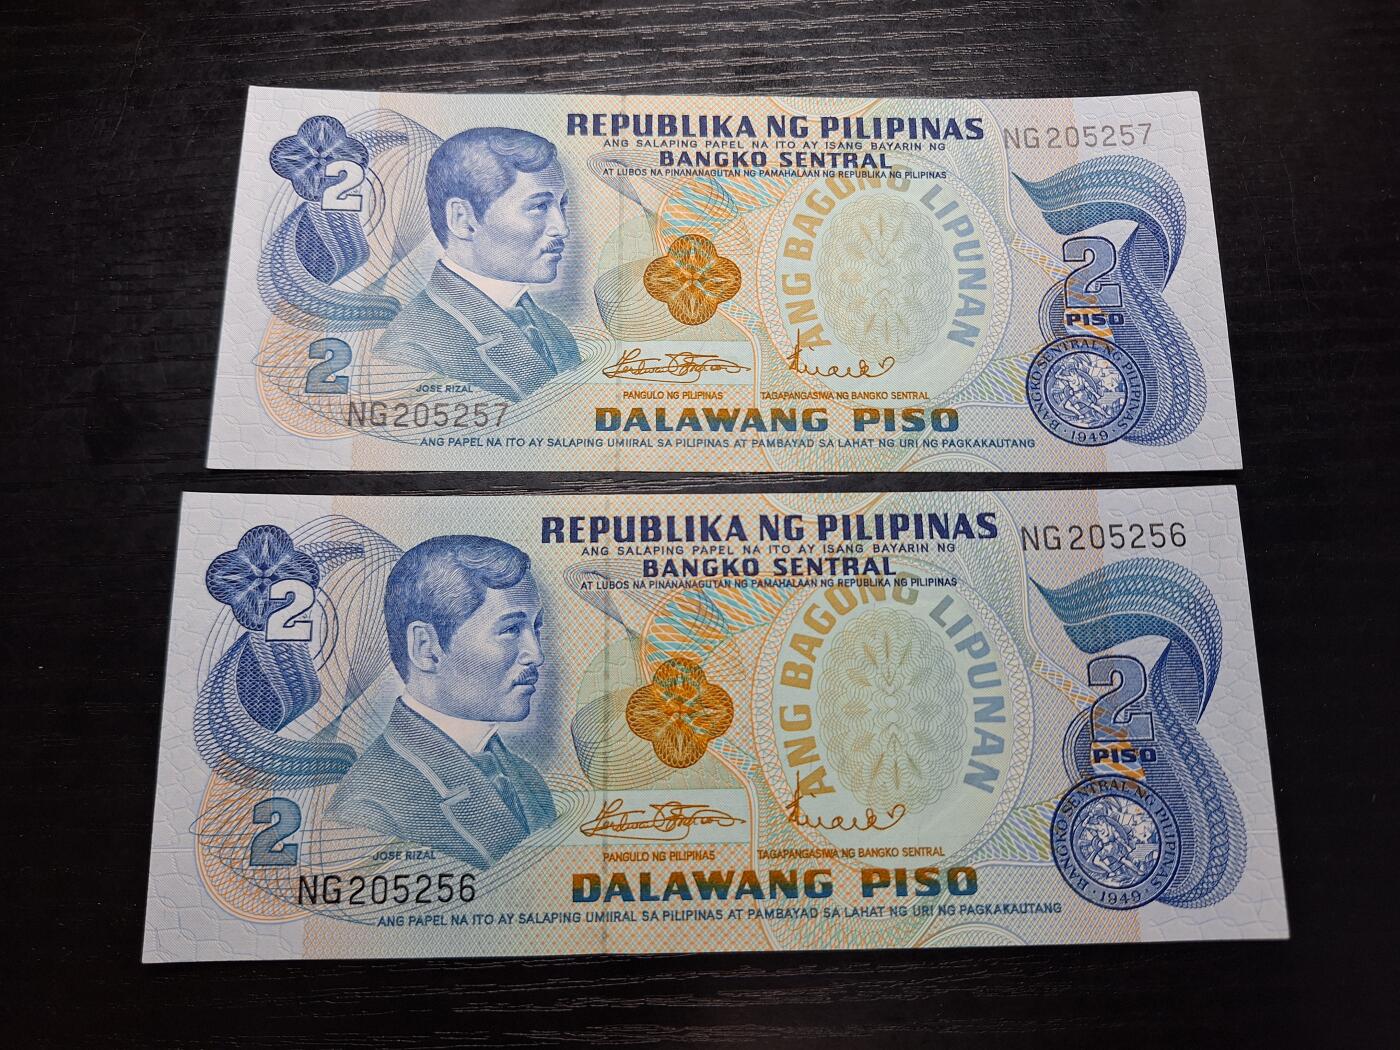 REPUBLIKA NG PILIPINAS
NG205257
ANG SALAPING PAPEL NA ITO AY ISANG BAYARIN NG
BANGKO SENTRAL
AT LUBOS NA PINANANAGUTAN NG PAMAHALAAN NG REPUBLIKA NG PILIPINAS
2
ANG BAGONG LIPUNAN
2
PISO
2
JOSE RIZAL
PANGULO NG PILIPINAS
TAGAPANGASIWA NG BANGKO SENTRAL
BANGKO SENTRAL NG PILIPINAS
· 1949 ·
NG205257
DALAWANG PISO
ANG PAPEL NA ITO AY SALAPING UMIIRAL SA PILIPINAS AT PAMBAYAD SA LAHAT NG URI NG PAGKAKAUTANG
REPUBLIKA NG PILIPINAS
NG205256
ANG SALAPING PAPEL NA ITO AY ISANG BAYARIN NG
BANGKO SENTRAL
AT LUBOS NA PINANANAGUTAN NG PAMAHALAAN NG REPUBLIKA NG PILIPINAS
2
ANG BAGONG LIPUNAN
2
PISO
2
JOSE RIZAL
PANGULO NG PILIPINAS
TAGAPANGASIWA NG BANGKO SENTRAL
BANGKO SENTRAL NG PILIPINAS
· 1949 ·
NG205256
DALAWANG PISO
ANG PAPEL NA ITO AY SALAPING UMIIRAL SA PILIPINAS AT PAMBAYAD SA LAHAT NG URI NG PAGKAKAUTANG